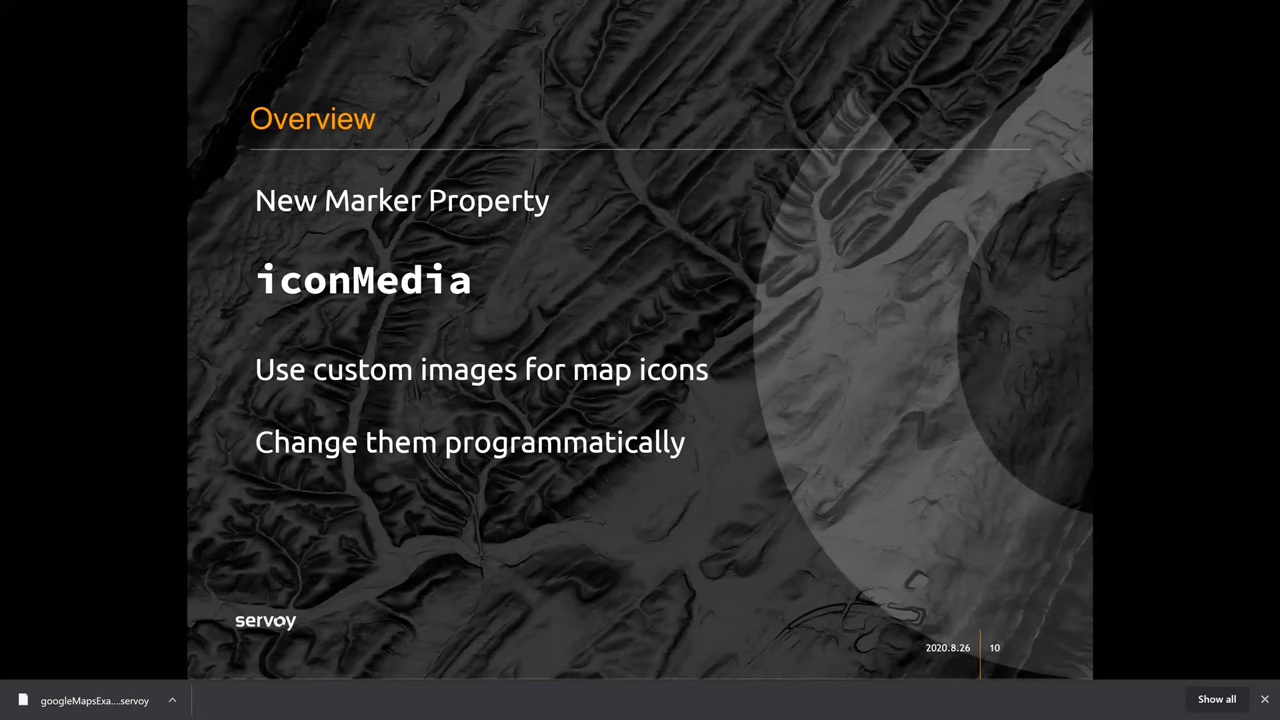 Overview
New Marker Property
iconMedia
Use custom images for map icons
Change them programmatically
servoy
2020.8.26 10
googleMapsExa....servoy
Show all